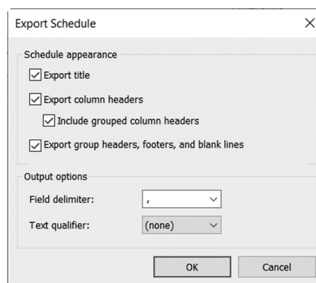 Export Schedule
Schedule appearance
Export title
Export column headers
Include grouped column headers
Export group headers, footers, and blank lines
Output options
Field delimiter: ,
Text qualifier: (none)
OK Cancel